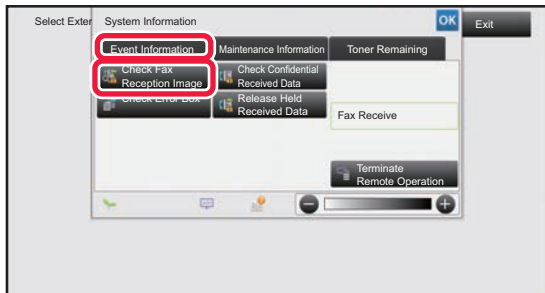 Select Exter
System Information
OK
Exit
Event Information
Maintenance Information
Toner Remaining
Check Fax
Reception Image
Check Confidential
Received Data
Check Error Box
Release Held
Received Data
Fax Receive
Terminate
Remote Operation